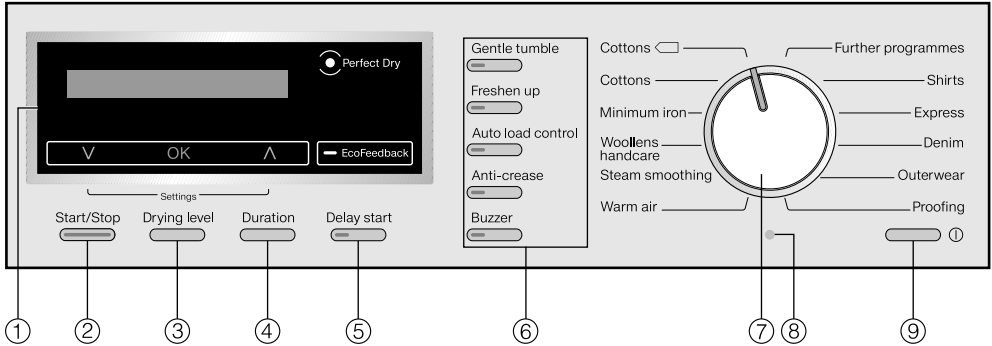 Perfect Dry
OK
EcoFeedback
Settings
Start/Stop
Drying level
Duration
Delay start
Gentle tumble
Freshen up
Auto load control
Anti-crease
Buzzer
Cottons
Cottons
Minimum iron
Woollens
handcare
Steam smoothing
Warm air
Further programmes
Shirts
Express
Denim
Outerwear
Proofing
1
2
3
4
5
6
7
8
9